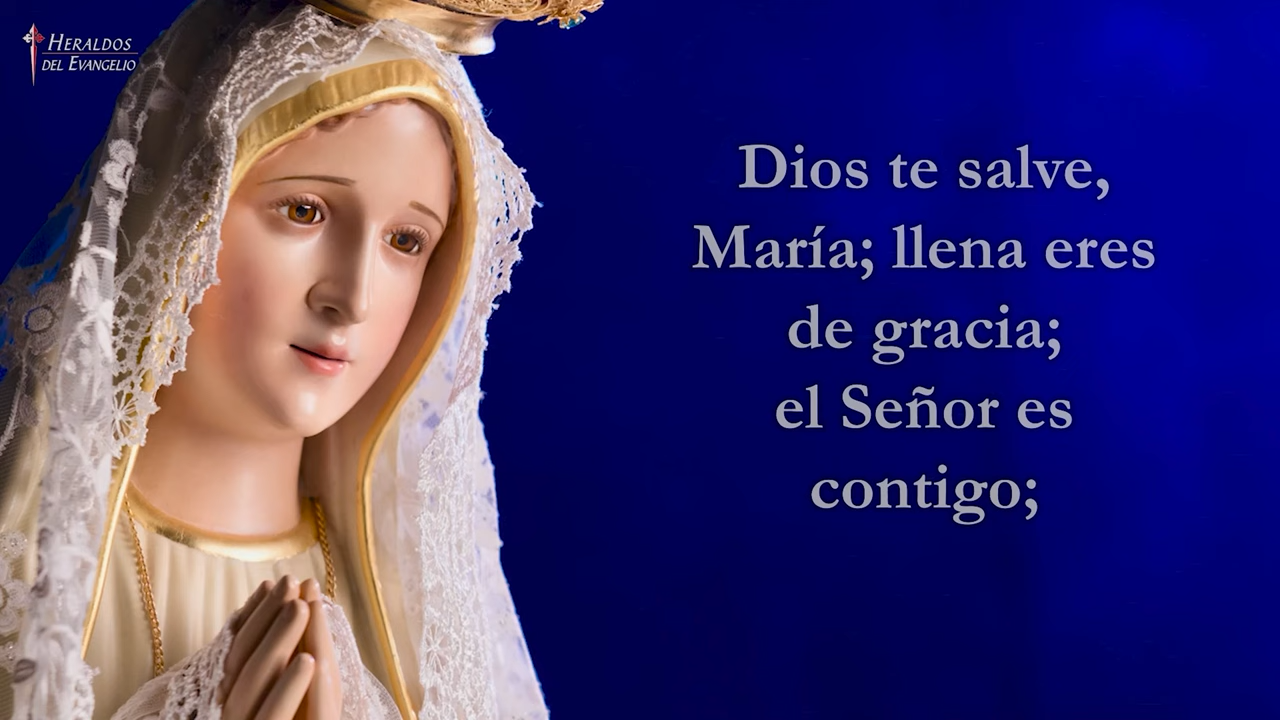 HERALDOS
DEL EVANGELIO
Dios te salve,
María; llena eres
de gracia;
el Señor es
contigo;